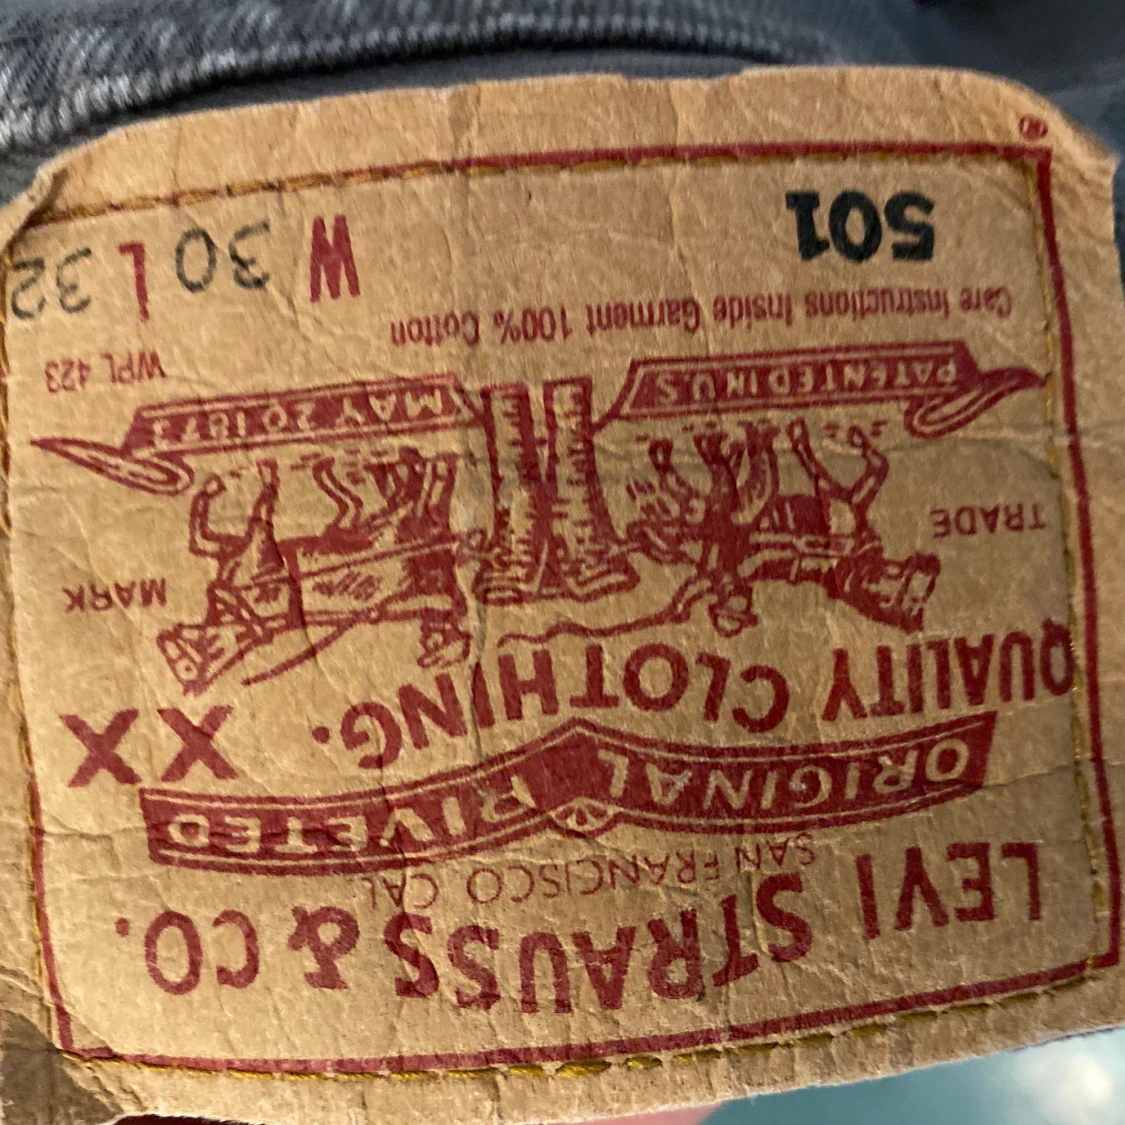 LEVI STRAUSS & CO.
SAN FRANCISCO CAL.
ORIGINAL RIVETED
QUALITY CLOTHING. XX
TRADE MARK
PATENTED IN U.S. MAY 20 1873
WPL 423
Care Instructions Inside Garment 100% Cotton
501 W 30 L 32
®